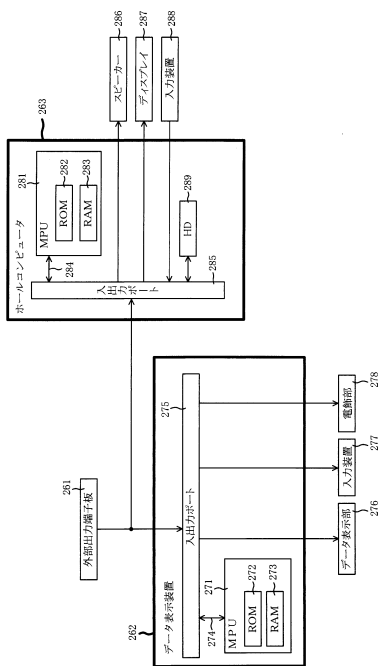 外部出力端子板
261
データ表示装置
262
入出力ポート
275
271
MPU
ROM
272
RAM
273
274
データ表示部
276
入力装置
277
電飾部
278
ホールコンピュータ
263
281
MPU
ROM
282
RAM
283
284
入出力ポート
285
HD
289
スピーカー
286
ディスプレイ
287
入力装置
288